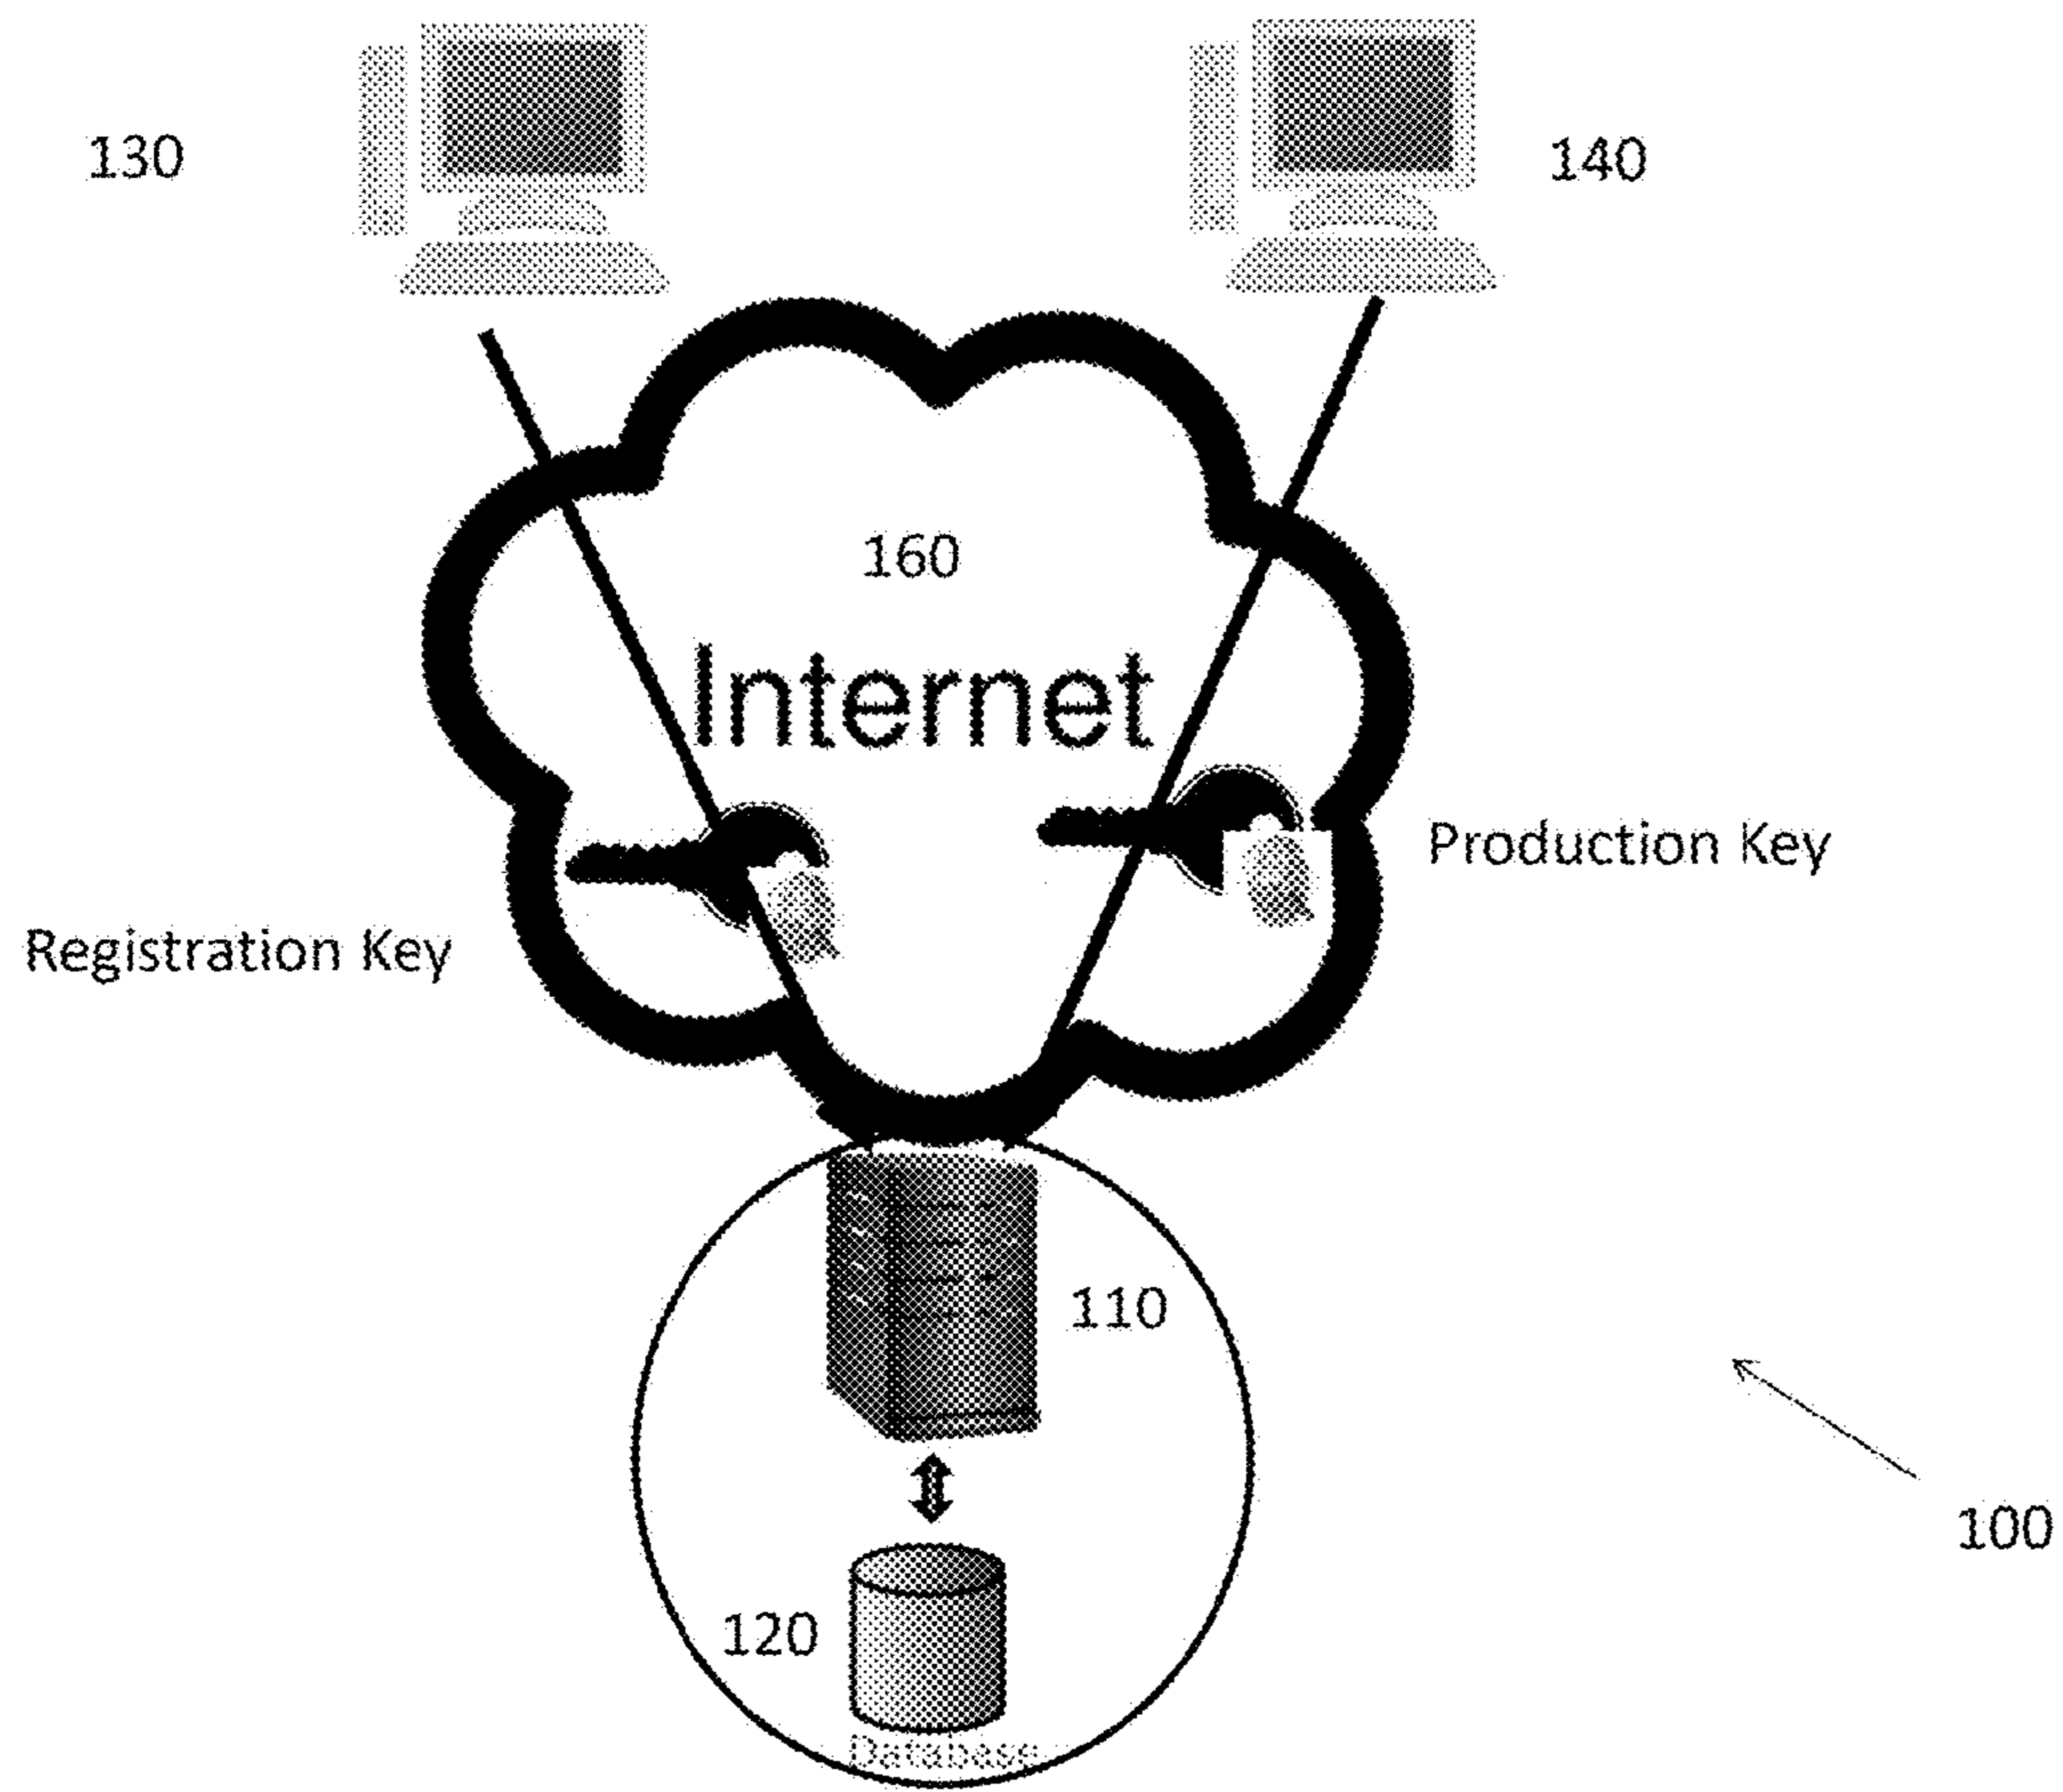 130
140
160
Internet
Production Key
Registration Key
110
100
120
Database